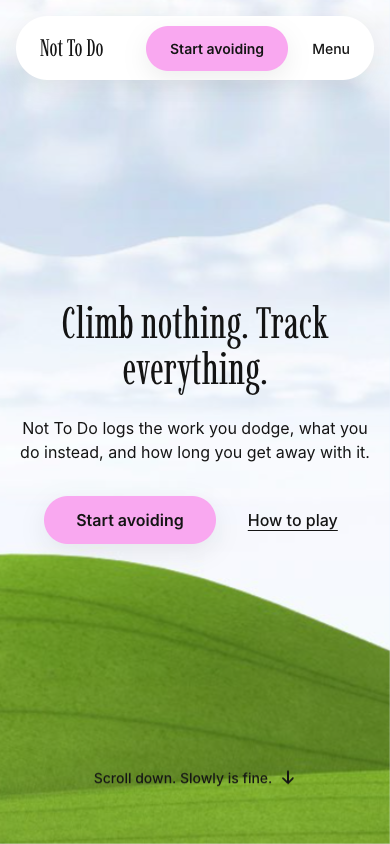 Not To Do
Start avoiding
Menu
Climb nothing. Track
everything.
Not To Do logs the work you dodge, what you
do instead, and how long you get away with it.
Start avoiding
How to play
Scroll down. Slowly is fine.